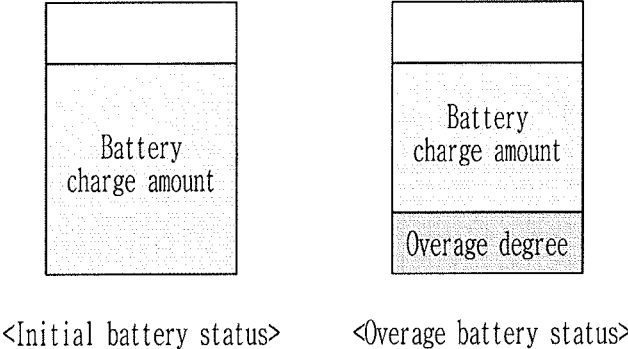 Battery
charge amount
Battery
charge amount
Overage degree
<Initial battery status>
<Overage battery status>